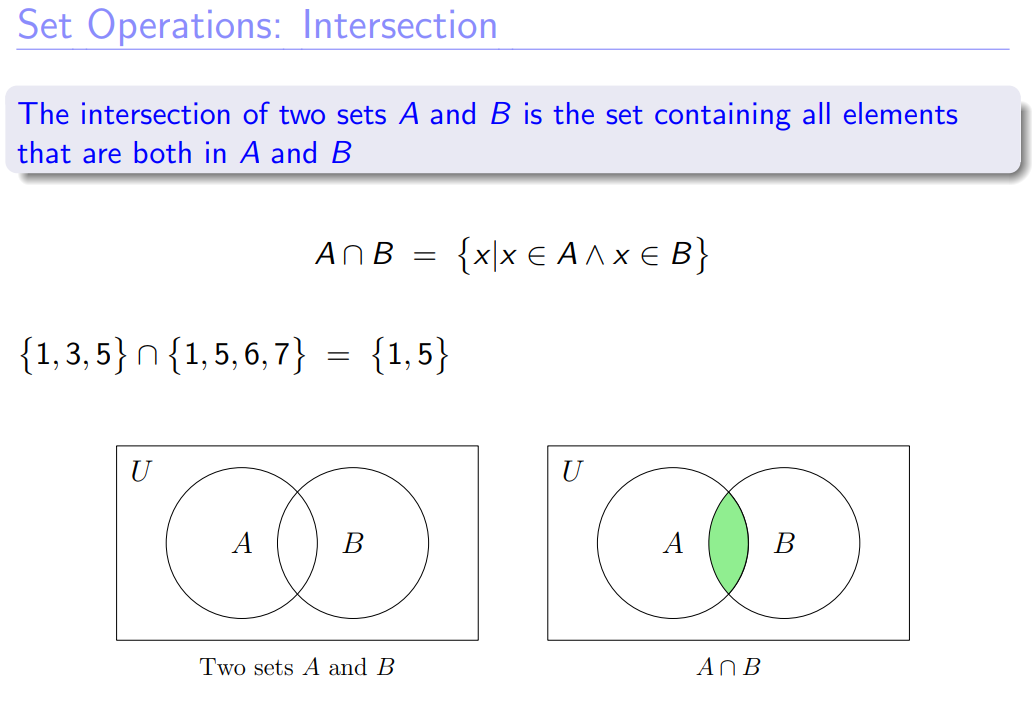 Set Operations: Intersection
The intersection of two sets A and B is the set containing all elements
that are both in A and B
A ∩ B = {x|x ∈ A ∧ x ∈ B}
{1, 3, 5} ∩ {1, 5, 6, 7} = {1, 5}
U
A B
Two sets A and B
U
A B
A ∩ B